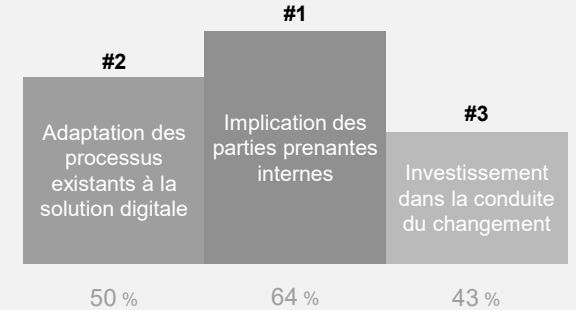 #1
#2
#3
Implication des
parties prenantes
internes
Adaptation des
processus
existants à la
solution digitale
Investissement
dans la conduite
du changement
50 %
64 %
43 %